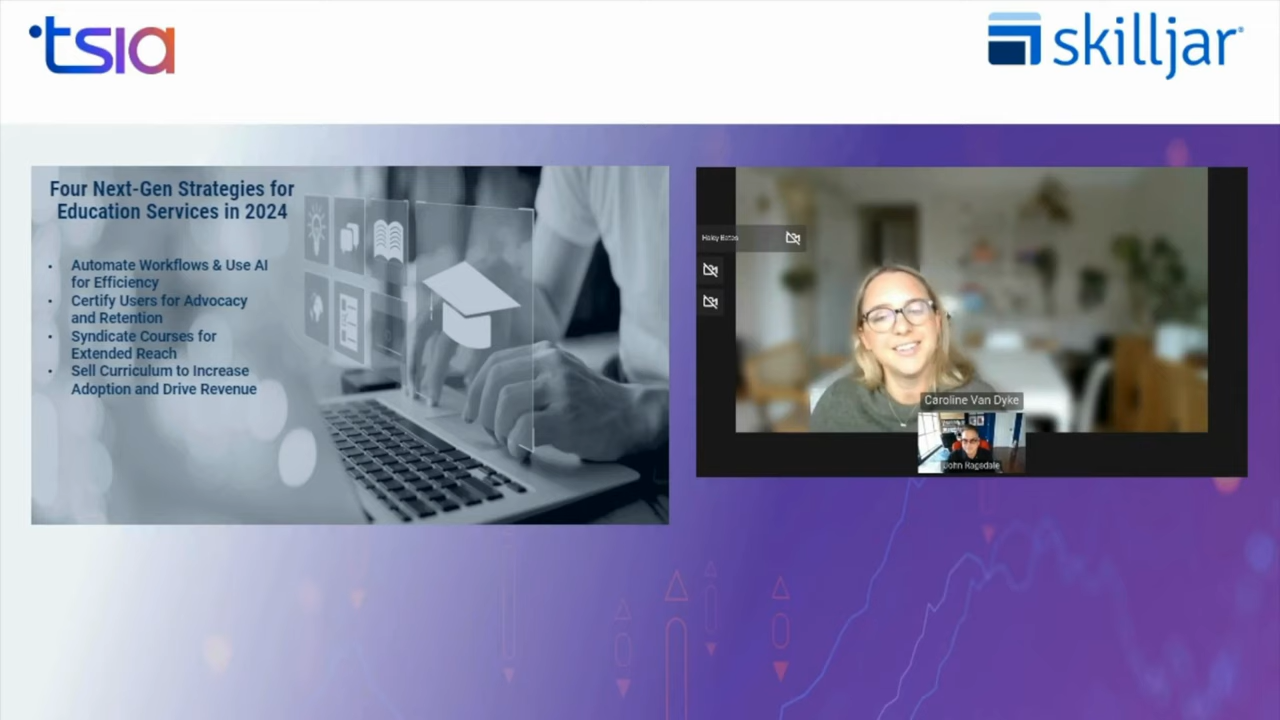 tsia
skilljar
Four Next-Gen Strategies for
Education Services in 2024
• Automate Workflows & Use AI
for Efficiency
• Certify Users for Advocacy
and Retention
• Syndicate Courses for
Extended Reach
• Sell Curriculum to Increase
Adoption and Drive Revenue
Haley Bates
Caroline Van Dyke
John Ragsdale